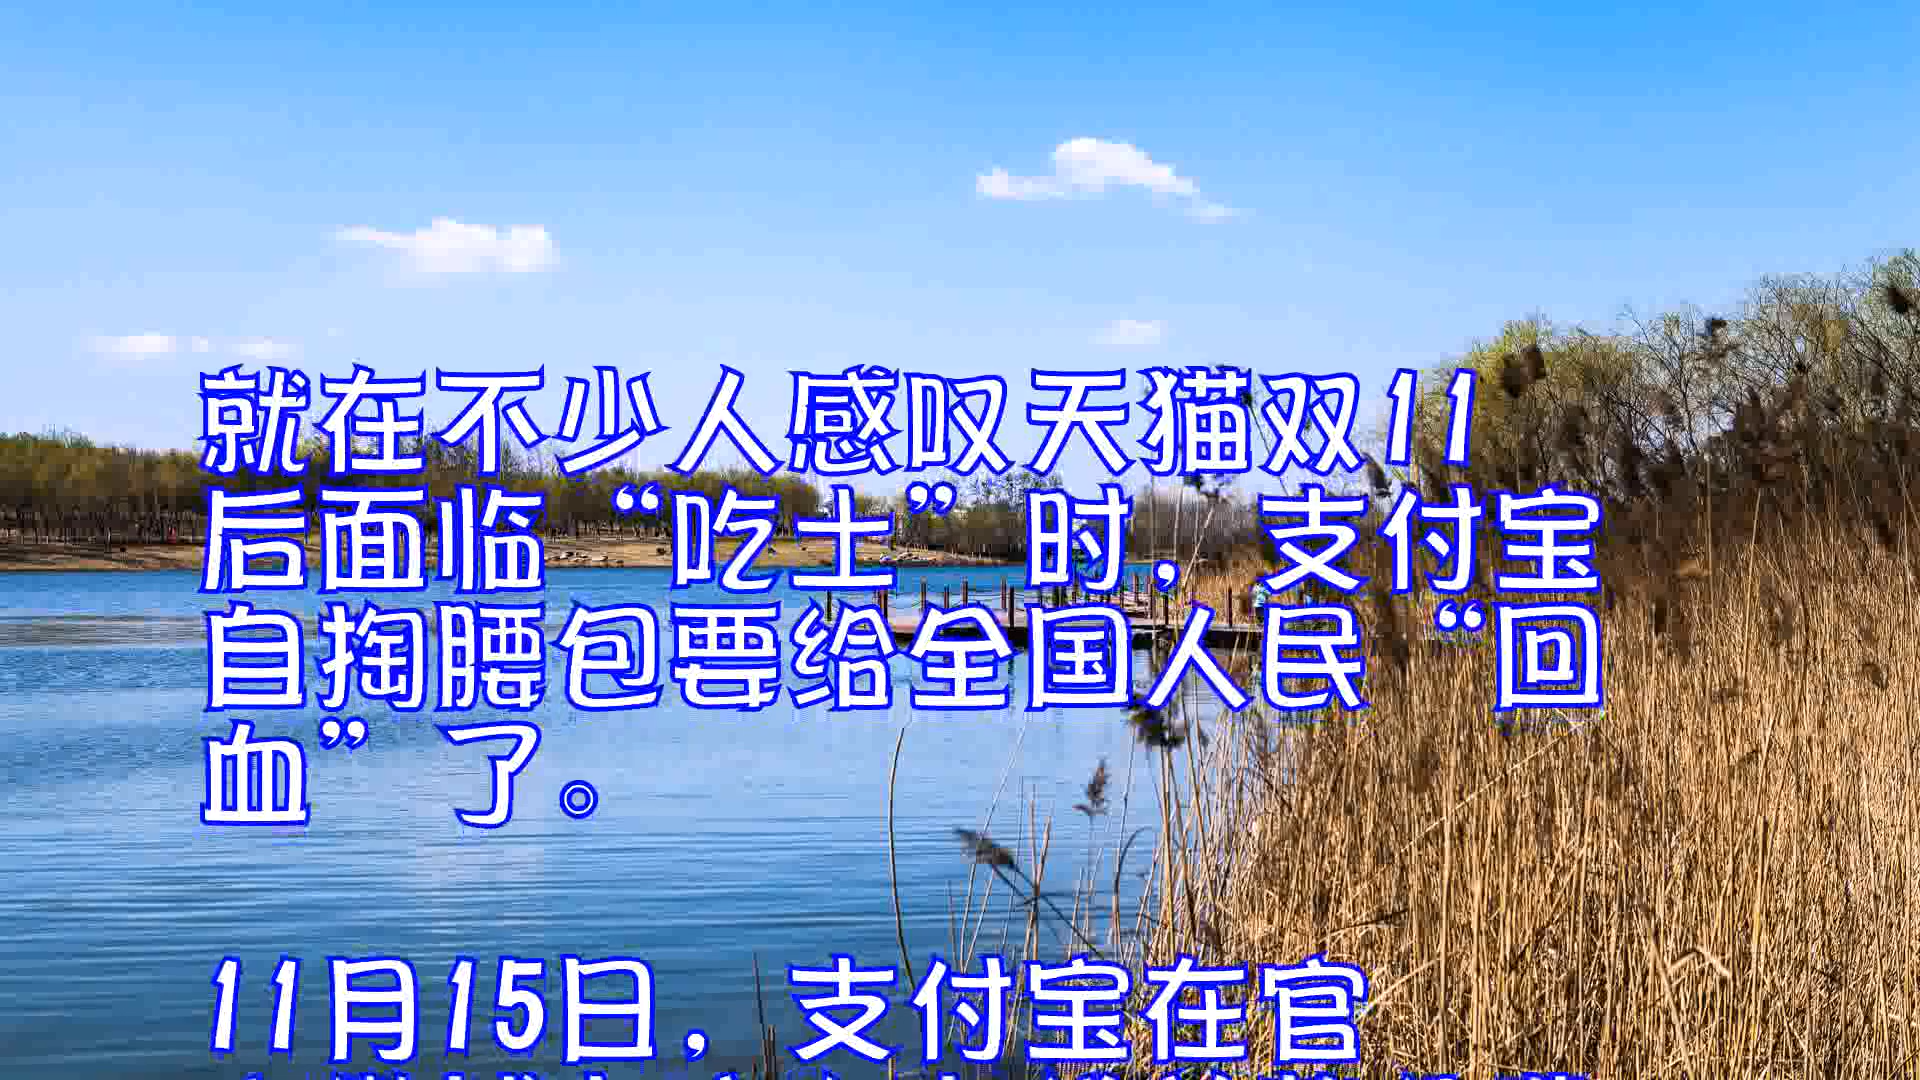 就在不少人感叹天猫双11
后面临“吃土”时，支付宝
自掏腰包要给全国人民“回
血”了。
11月15日，支付宝在官